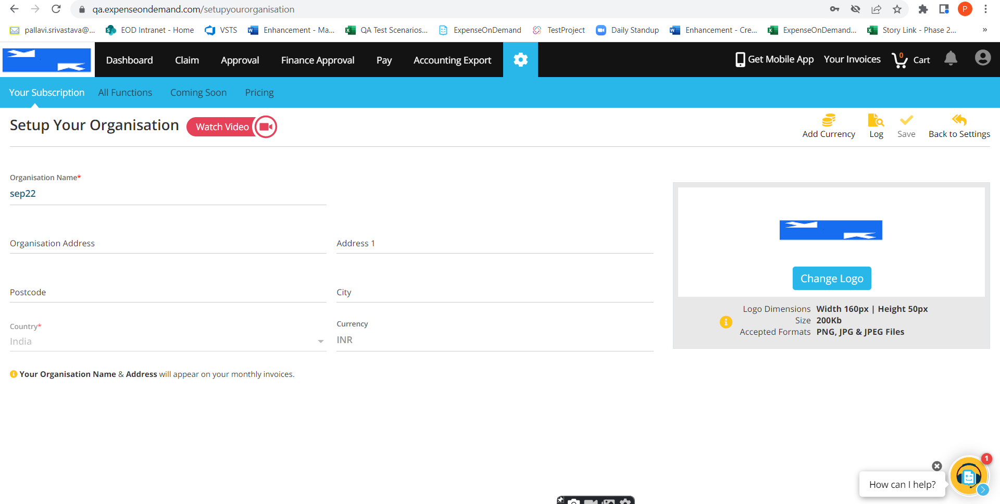 qa.expenseondemand.com/setupyourorganisation
P
pallavi.srivastava@... EOD Intranet - Home VSTS Enhancement - Ma... QA Test Scenarios... ExpenseOnDemand TestProject Daily Standup Enhancement - Cre... ExpenseOnDemand... Story Link - Phase 2... »
Dashboard Claim Approval Finance Approval Pay Accounting Export Get Mobile App Your Invoices 0 Cart
Your Subscription All Functions Coming Soon Pricing
Setup Your Organisation Watch Video
Add Currency Log Save Back to Settings
Organisation Name*
sep22
Organisation Address Address 1
Postcode City
Country* Currency
India INR
Your Organisation Name & Address will appear on your monthly invoices.
Change Logo
Logo Dimensions Width 160px | Height 50px
Size 200Kb
Accepted Formats PNG, JPG & JPEG Files
1
How can I help?